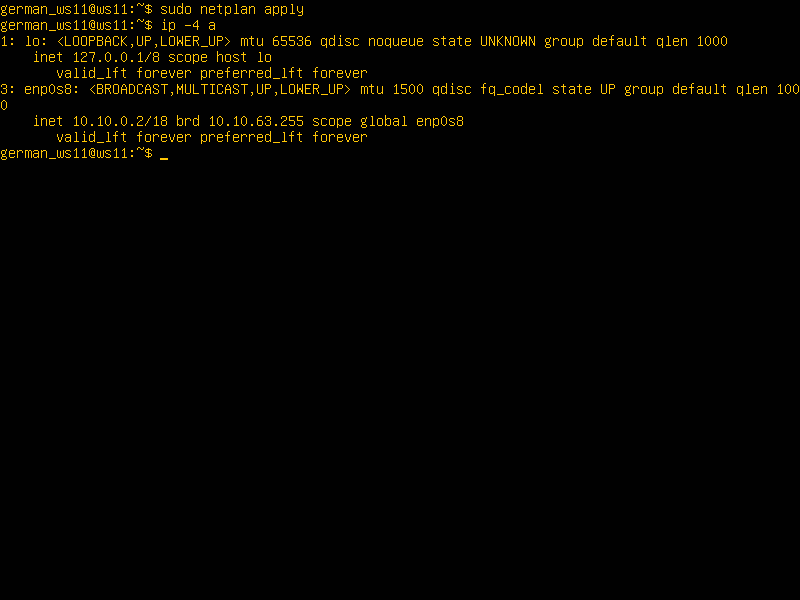 german_ws11@ws11:~$ sudo netplan apply
german_ws11@ws11:~$ ip -4 a
1: lo: <LOOPBACK,UP,LOWER_UP> mtu 65536 qdisc noqueue state UNKNOWN group default qlen 1000
    inet 127.0.0.1/8 scope host lo
       valid_lft forever preferred_lft forever
3: enp0s8: <BROADCAST,MULTICAST,UP,LOWER_UP> mtu 1500 qdisc fq_codel state UP group default qlen 100
0
    inet 10.10.0.2/18 brd 10.10.63.255 scope global enp0s8
       valid_lft forever preferred_lft forever
german_ws11@ws11:~$ _